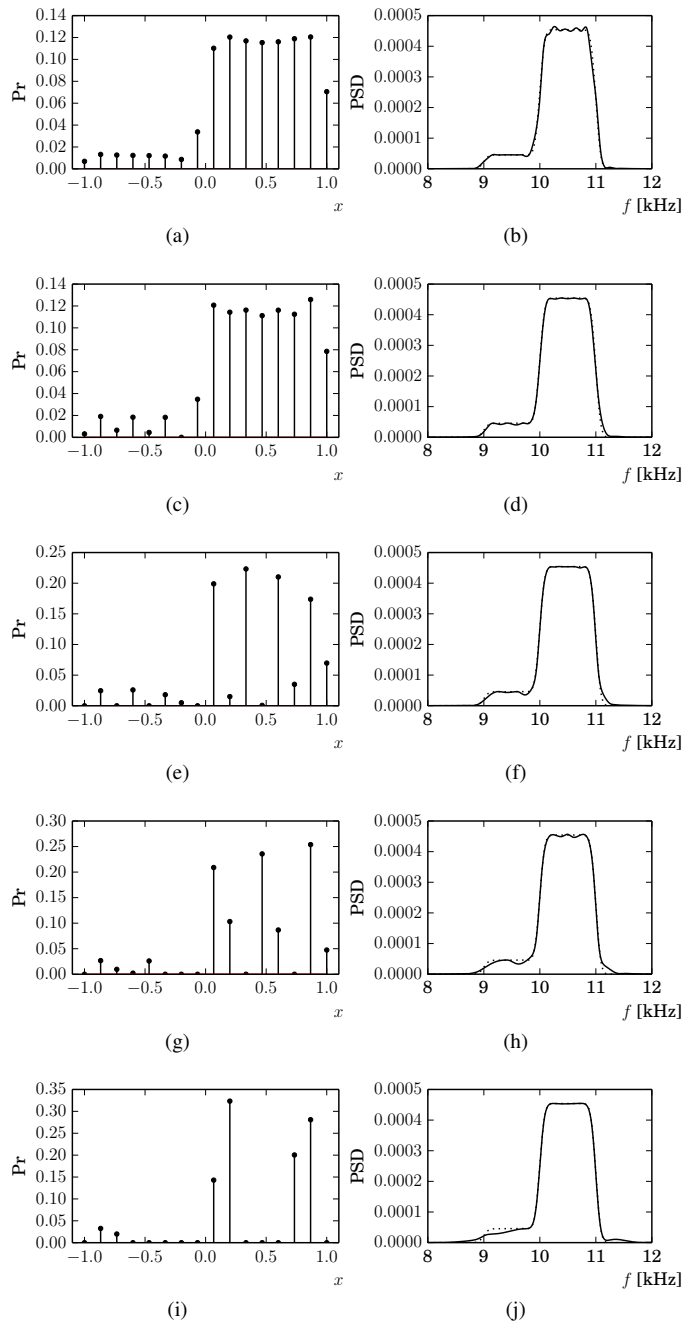 0.14
0.12
0.10
0.08
0.06
0.04
0.02
0.00
Pr
−1.0 −0.5 0.0 0.5 1.0
x
(a)
0.0005
0.0004
0.0003
0.0002
0.0001
0.0000
PSD
8 9 10 11 12
f [kHz]
(b)
0.14
0.12
0.10
0.08
0.06
0.04
0.02
0.00
Pr
−1.0 −0.5 0.0 0.5 1.0
x
(c)
0.0005
0.0004
0.0003
0.0002
0.0001
0.0000
PSD
8 9 10 11 12
f [kHz]
(d)
0.25
0.20
0.15
0.10
0.05
0.00
Pr
−1.0 −0.5 0.0 0.5 1.0
x
(e)
0.0005
0.0004
0.0003
0.0002
0.0001
0.0000
PSD
8 9 10 11 12
f [kHz]
(f)
0.30
0.25
0.20
0.15
0.10
0.05
0.00
Pr
−1.0 −0.5 0.0 0.5 1.0
x
(g)
0.0005
0.0004
0.0003
0.0002
0.0001
0.0000
PSD
8 9 10 11 12
f [kHz]
(h)
0.35
0.30
0.25
0.20
0.15
0.10
0.05
0.00
Pr
−1.0 −0.5 0.0 0.5 1.0
x
(i)
0.0005
0.0004
0.0003
0.0002
0.0001
0.0000
PSD
8 9 10 11 12
f [kHz]
(j)